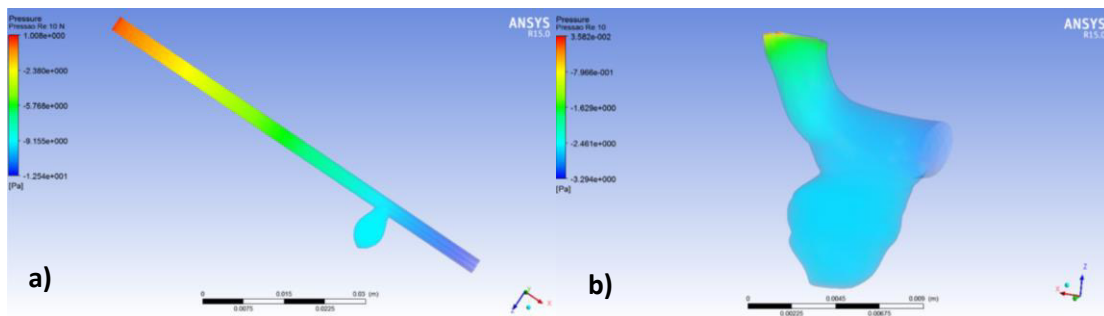 Pressure
Pressao Re 10 N
1.008e+000
-2.380e+000
-5.768e+000
-9.155e+000
-1.254e+001
[Pa]
ANSYS
R15.0
a)
0 0.015 0.03 (m)
0.0075 0.0225
Z
X
Pressure
Pressao Re 10
3.582e-002
-7.966e-001
-1.629e+000
-2.461e+000
-3.294e+000
[Pa]
ANSYS
R15.0
b)
0 0.0045 0.009 (m)
0.00225 0.00675
Z
X